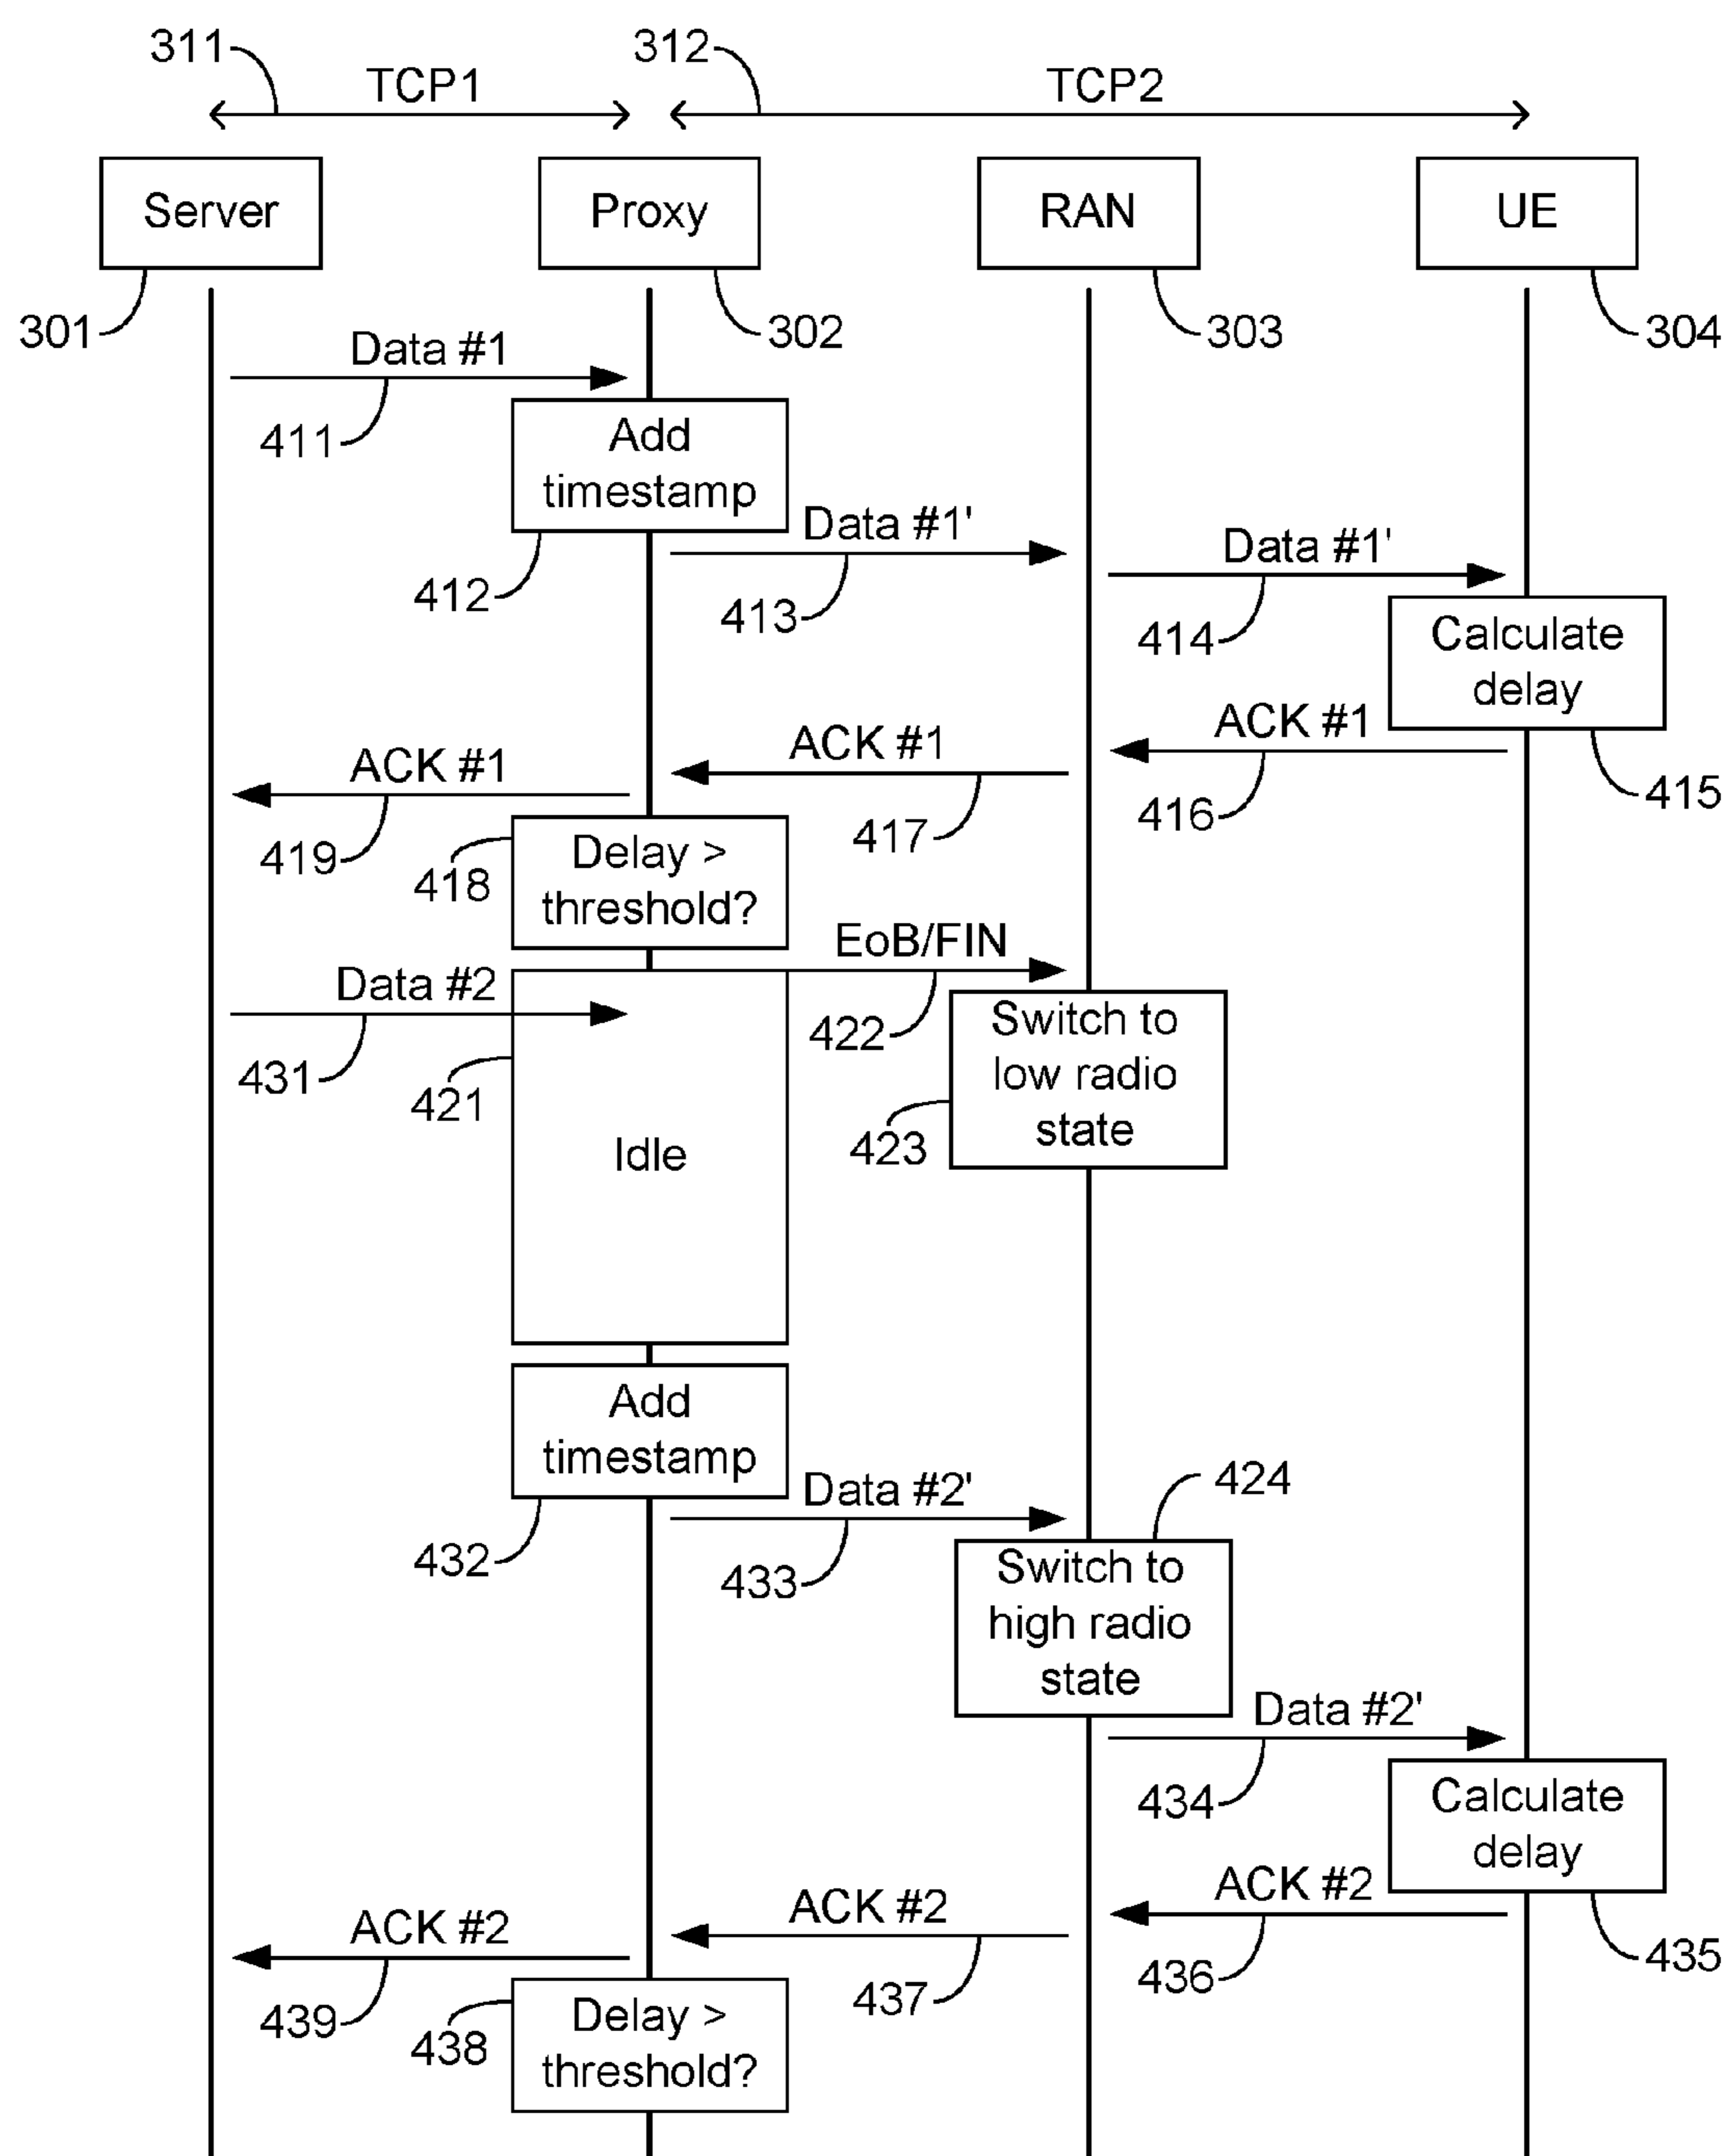 311
TCP1
312
TCP2
Server
Proxy
RAN
UE
301
302
303
304
Data #1
411
Add
timestamp
412
Data #1'
413
Data #1'
414
Calculate
delay
415
ACK #1
416
ACK #1
417
ACK #1
419
418
Delay >
threshold?
EoB/FIN
422
Data #2
431
421
Idle
Switch to
low radio
state
423
Add
timestamp
432
Data #2'
433
424
Switch to
high radio
state
Data #2'
434
Calculate
delay
435
ACK #2
436
ACK #2
437
ACK #2
439
438
Delay >
threshold?